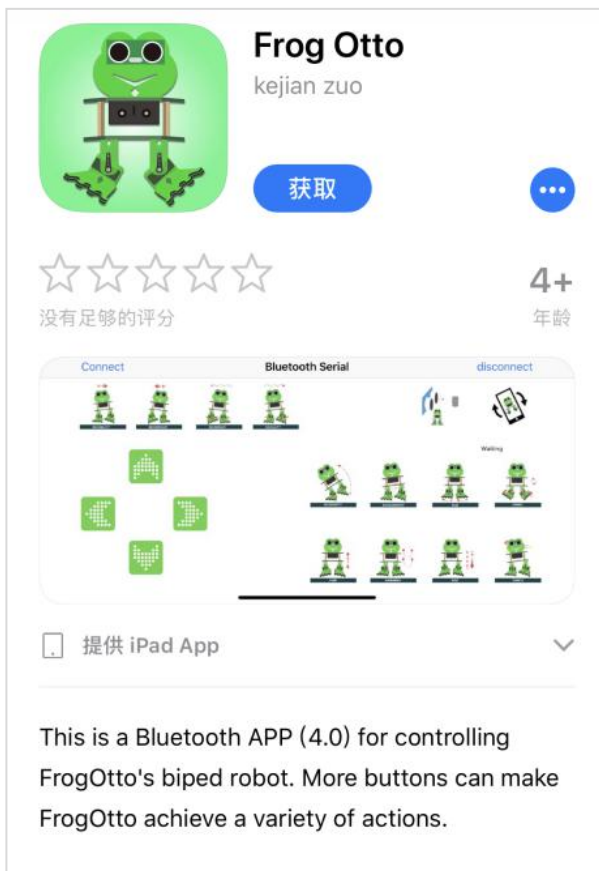 Frog Otto
kejian zuo
获取
4+
没有足够的评分
年龄
Connect
Bluetooth Serial
disconnect
Waiting
提供 iPad App
This is a Bluetooth APP (4.0) for controlling
FrogOtto's biped robot. More buttons can make
FrogOtto achieve a variety of actions.